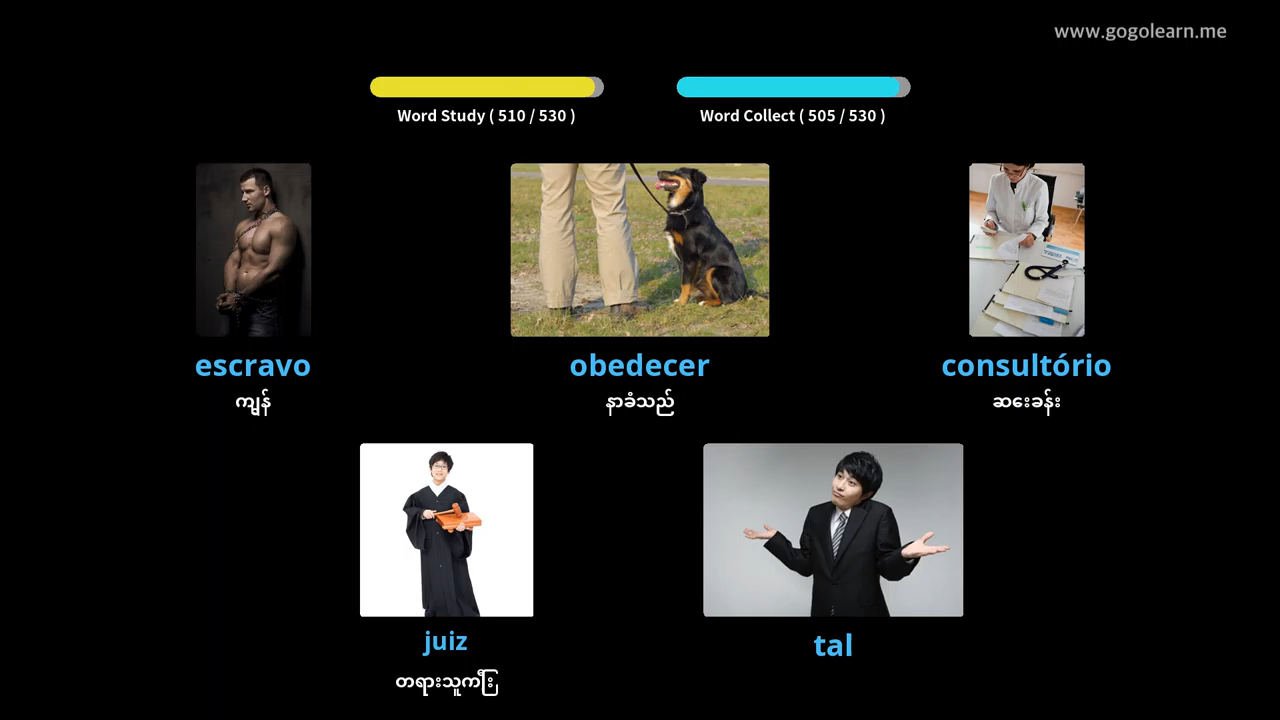 www.gogolearn.me
Word Study ( 510 / 530 )
Word Collect ( 505 / 530 )
escravo
ကျွန်
obedecer
နာခံသည်
consultório
ဆေးခန်း
juiz
တရားသူကြီး
tal